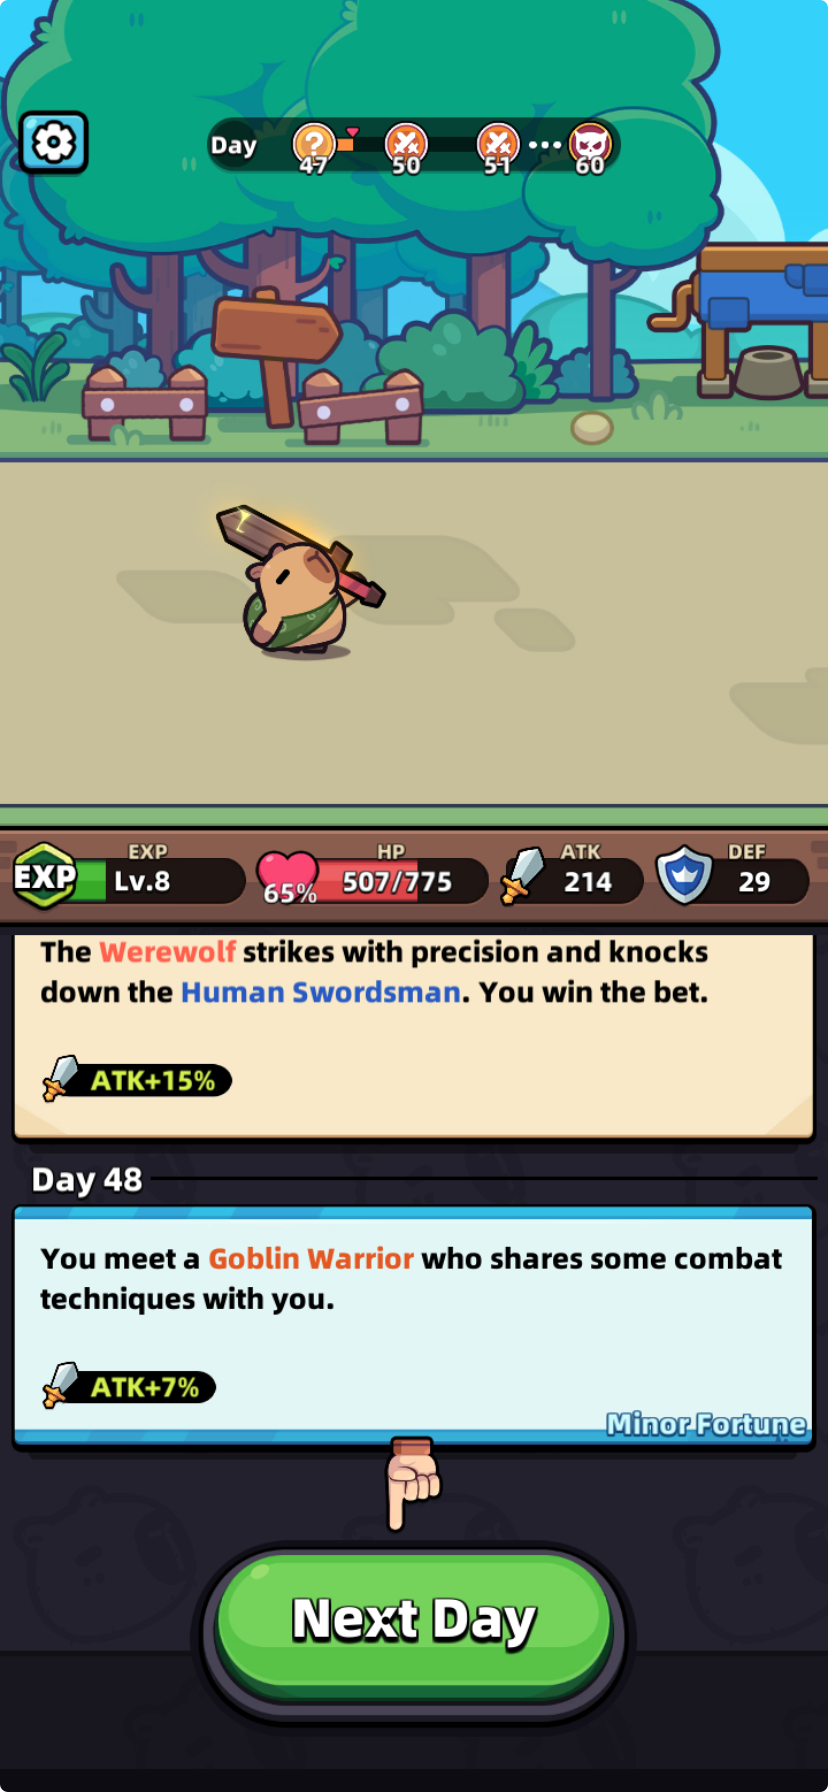 Day
47
50
51
60
EXP
HP
ATK
DEF
EXP
Lv.8
65%
507/775
214
29
The Werewolf strikes with precision and knocks
down the Human Swordsman. You win the bet.
ATK+15%
Day 48
You meet a Goblin Warrior who shares some combat
techniques with you.
ATK+7%
Minor Fortune
Next Day